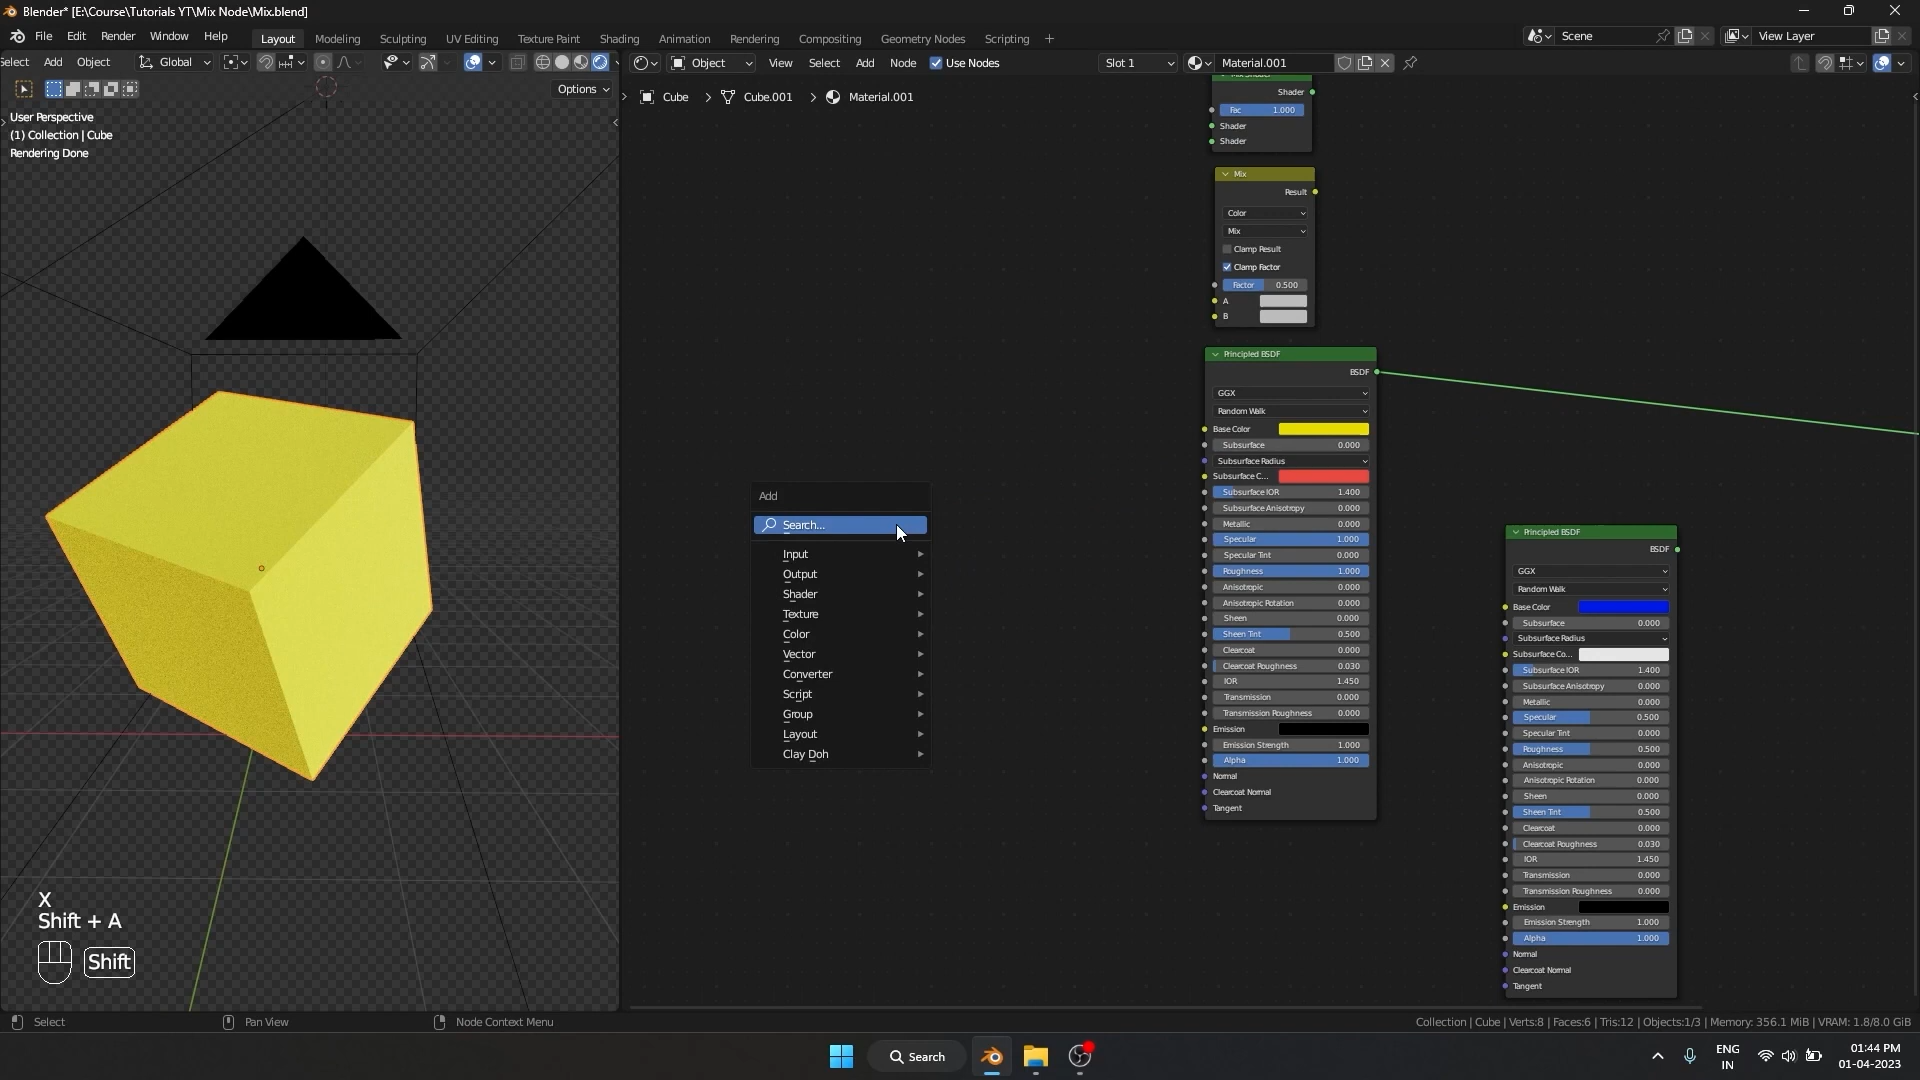 Blender* [E:\Course\Tutorials YT\Mix Node\Mix.blend]
File Edit Render Window Help Layout Modeling Sculpting UV Editing Texture Paint Shading Animation Rendering Compositing Geometry Nodes Scripting + Scene View Layer
Select Add Object Global Object View Select Add Node Use Nodes Slot 1 Material.001
Options
User Perspective
(1) Collection | Cube
Rendering Done
Cube > Cube.001 > Material.001
Mix Shader
Shader
Fac 1.000
Shader
Shader
Mix
Result
Color
Mix
Clamp Result
Clamp Factor
Factor 0.500
A
B
Principled BSDF
BSDF
GGX
Random Walk
Base Color
Subsurface 0.000
Subsurface Radius
Subsurface C...
Subsurface IOR 1.400
Subsurface Anisotropy 0.000
Metallic 0.000
Specular 1.000
Specular Tint 0.000
Roughness 1.000
Anisotropic 0.000
Anisotropic Rotation 0.000
Sheen 0.000
Sheen Tint 0.500
Clearcoat 0.000
Clearcoat Roughness 0.030
IOR 1.450
Transmission 0.000
Transmission Roughness 0.000
Emission
Emission Strength 1.000
Alpha 1.000
Normal
Clearcoat Normal
Tangent
Add
Search...
Input
Output
Shader
Texture
Color
Vector
Converter
Script
Group
Layout
Clay Doh
Principled BSDF
BSDF
GGX
Random Walk
Base Color
Subsurface 0.000
Subsurface Radius
Subsurface Co...
Subsurface IOR 1.400
Subsurface Anisotropy 0.000
Metallic 0.000
Specular 0.500
Specular Tint 0.000
Roughness 0.500
Anisotropic 0.000
Anisotropic Rotation 0.000
Sheen 0.000
Sheen Tint 0.500
Clearcoat 0.000
Clearcoat Roughness 0.030
IOR 1.450
Transmission 0.000
Transmission Roughness 0.000
Emission
Emission Strength 1.000
Alpha 1.000
Normal
Clearcoat Normal
Tangent
X
Shift + A
Shift
Select Pan View Node Context Menu Collection | Cube | Verts:8 | Faces:6 | Tris:12 | Objects:1/3 | Memory: 356.1 MiB | VRAM: 1.8/8.0 GiB
Search
ENG
IN
01:44 PM
01-04-2023